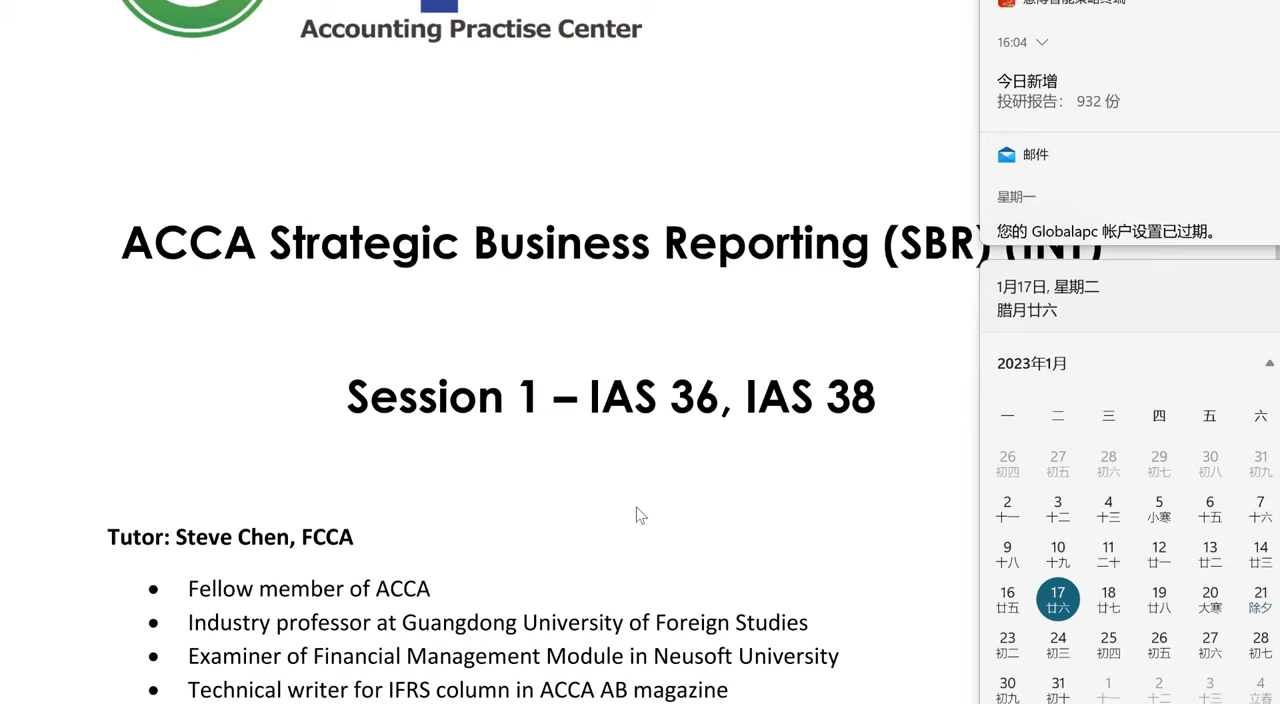 Accounting Practise Center
ACCA Strategic Business Reporting (SBR) (INT)
Session 1 – IAS 36, IAS 38
Tutor: Steve Chen, FCCA
• Fellow member of ACCA
• Industry professor at Guangdong University of Foreign Studies
• Examiner of Financial Management Module in Neusoft University
• Technical writer for IFRS column in ACCA AB magazine
16:04
今日新增
投研报告: 932 份
邮件
星期一
您的 Globalapc 帐户设置已过期。
1月17日, 星期二
腊月廿六
2023年1月
一 二 三 四 五 六
26 27 28 29 30 31
初四 初五 初六 初七 初八 初九
2 3 4 5 6 7
十一 十二 十三 小寒 十五 十六
9 10 11 12 13 14
十八 十九 二十 廿一 廿二 廿三
16 17 18 19 20 21
廿五 廿六 廿七 廿八 大寒 除夕
23 24 25 26 27 28
初二 初三 初四 初五 初六 初七
30 31 1 2 3 4
初九 初十 十一 十二 十三 立春